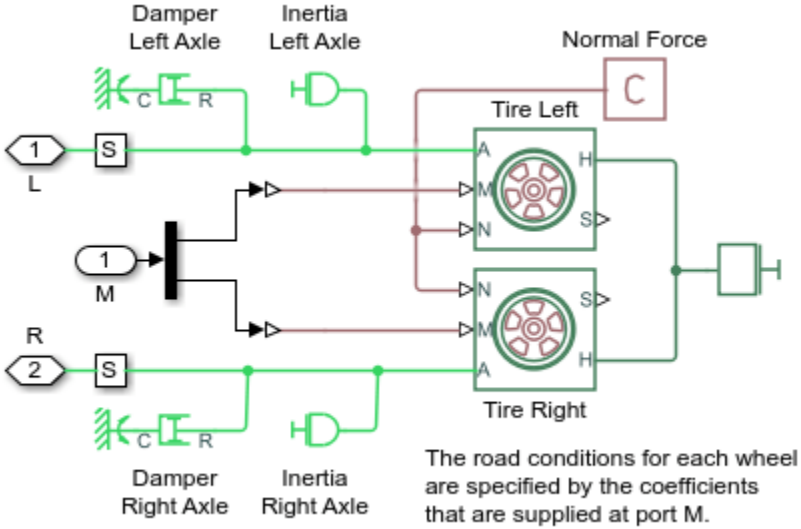 Damper
Left Axle
Inertia
Left Axle
Normal Force
C
C
R
Tire Left
1
S
A
H
L
M
S
N
1
M
N
S
R
M
2
S
A
H
C
R
Tire Right
Damper
Right Axle
Inertia
Right Axle
The road conditions for each wheel
are specified by the coefficients
that are supplied at port M.